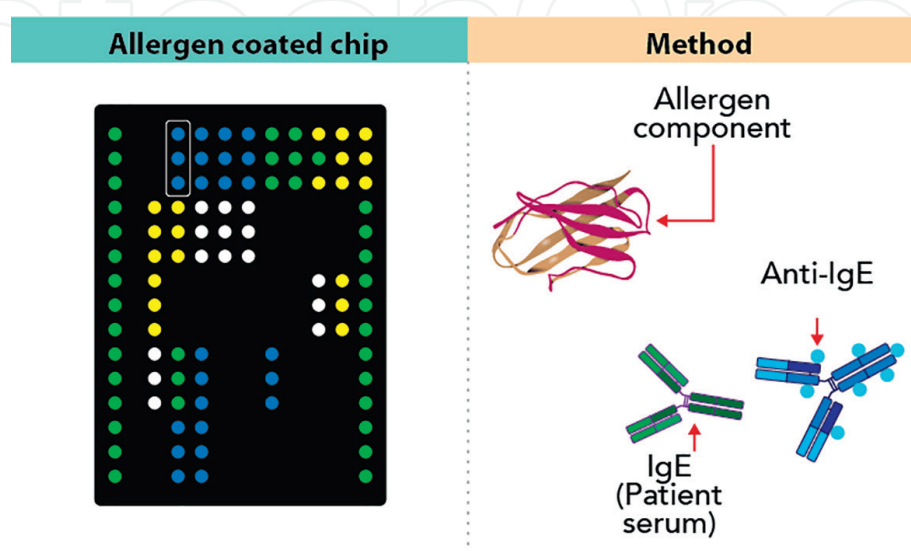 Allergen coated chip
Method
Allergen
component
Anti-IgE
IgE
(Patient
serum)